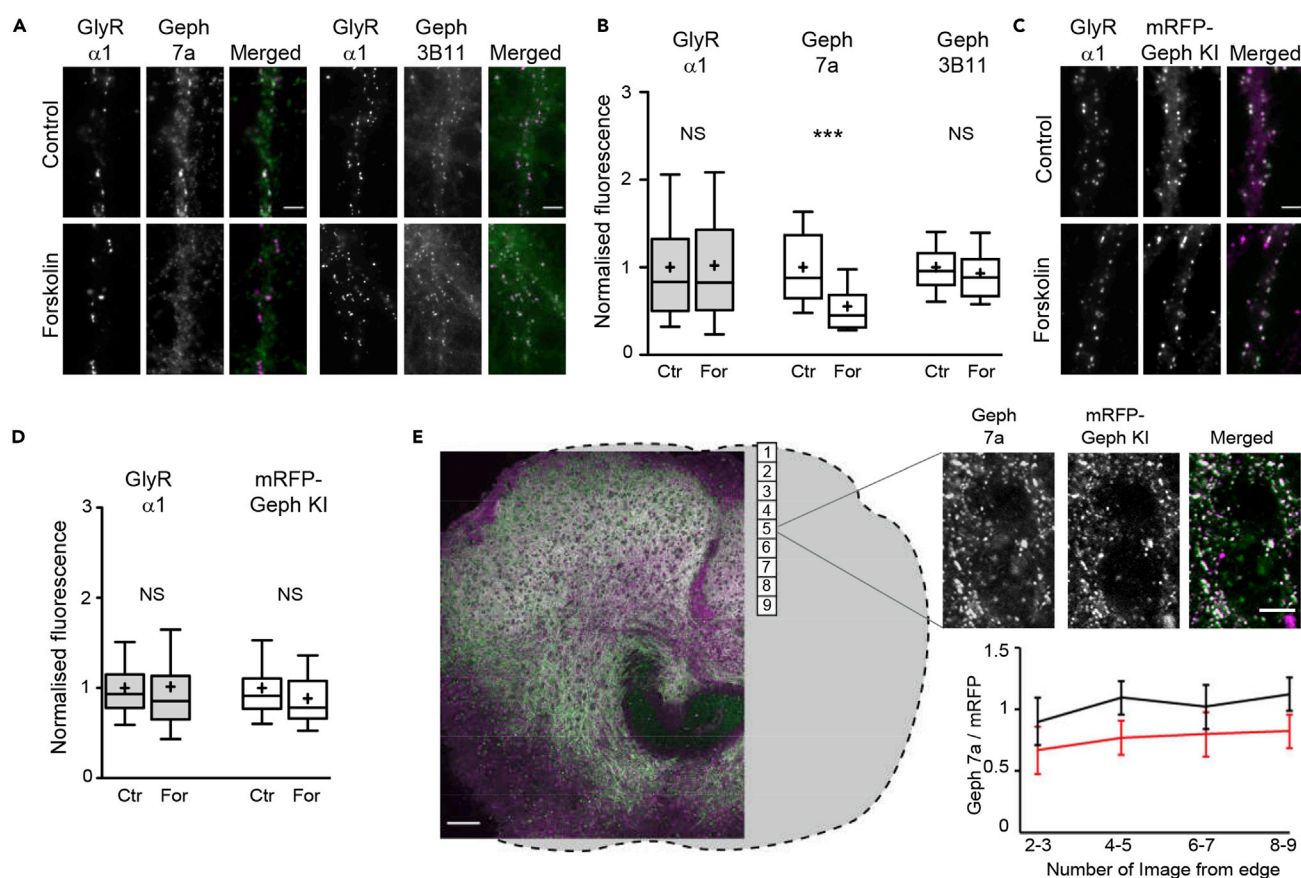 A
GlyR α1
Geph 7a
Merged
GlyR α1
Geph 3B11
Merged
Control
Forskolin
B
GlyR α1
Geph 7a
Geph 3B11
Normalised fluorescence
3
2
1
0
NS
***
NS
Ctr For Ctr For Ctr For
C
GlyR α1
mRFP-Geph KI
Merged
Control
Forskolin
D
GlyR α1
mRFP-Geph KI
Normalised fluorescence
3
2
1
0
NS
NS
Ctr For Ctr For
E
1
2
3
4
5
6
7
8
9
Geph 7a
mRFP-Geph KI
Merged
Geph 7a / mRFP
1.5
1
0.5
0
2-3 4-5 6-7 8-9
Number of Image from edge